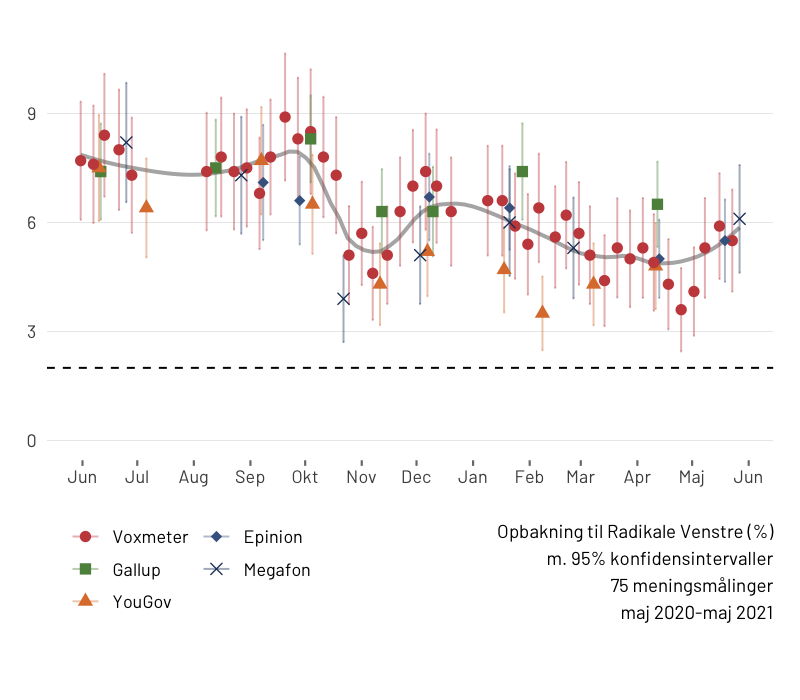 9
6
3
0
Jun Jul Aug Sep Okt Nov Dec Jan Feb Mar Apr Maj Jun
Voxmeter Epinion
Gallup Megafon
YouGov
Opbakning til Radikale Venstre (%)
m. 95% konfidensintervaller
75 meningsmålinger
maj 2020-maj 2021